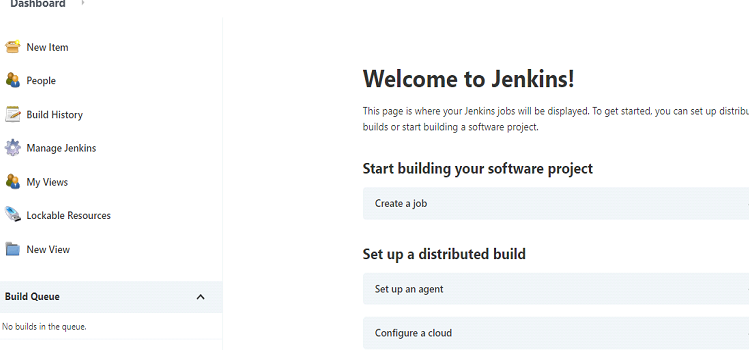 Dashboard
New Item
People
Build History
Manage Jenkins
My Views
Lockable Resources
New View
Build Queue
No builds in the queue.
Welcome to Jenkins!
This page is where your Jenkins jobs will be displayed. To get started, you can set up
builds or start building a software project.
Start building your software project
Create a job
Set up a distributed build
Set up an agent
Configure a cloud